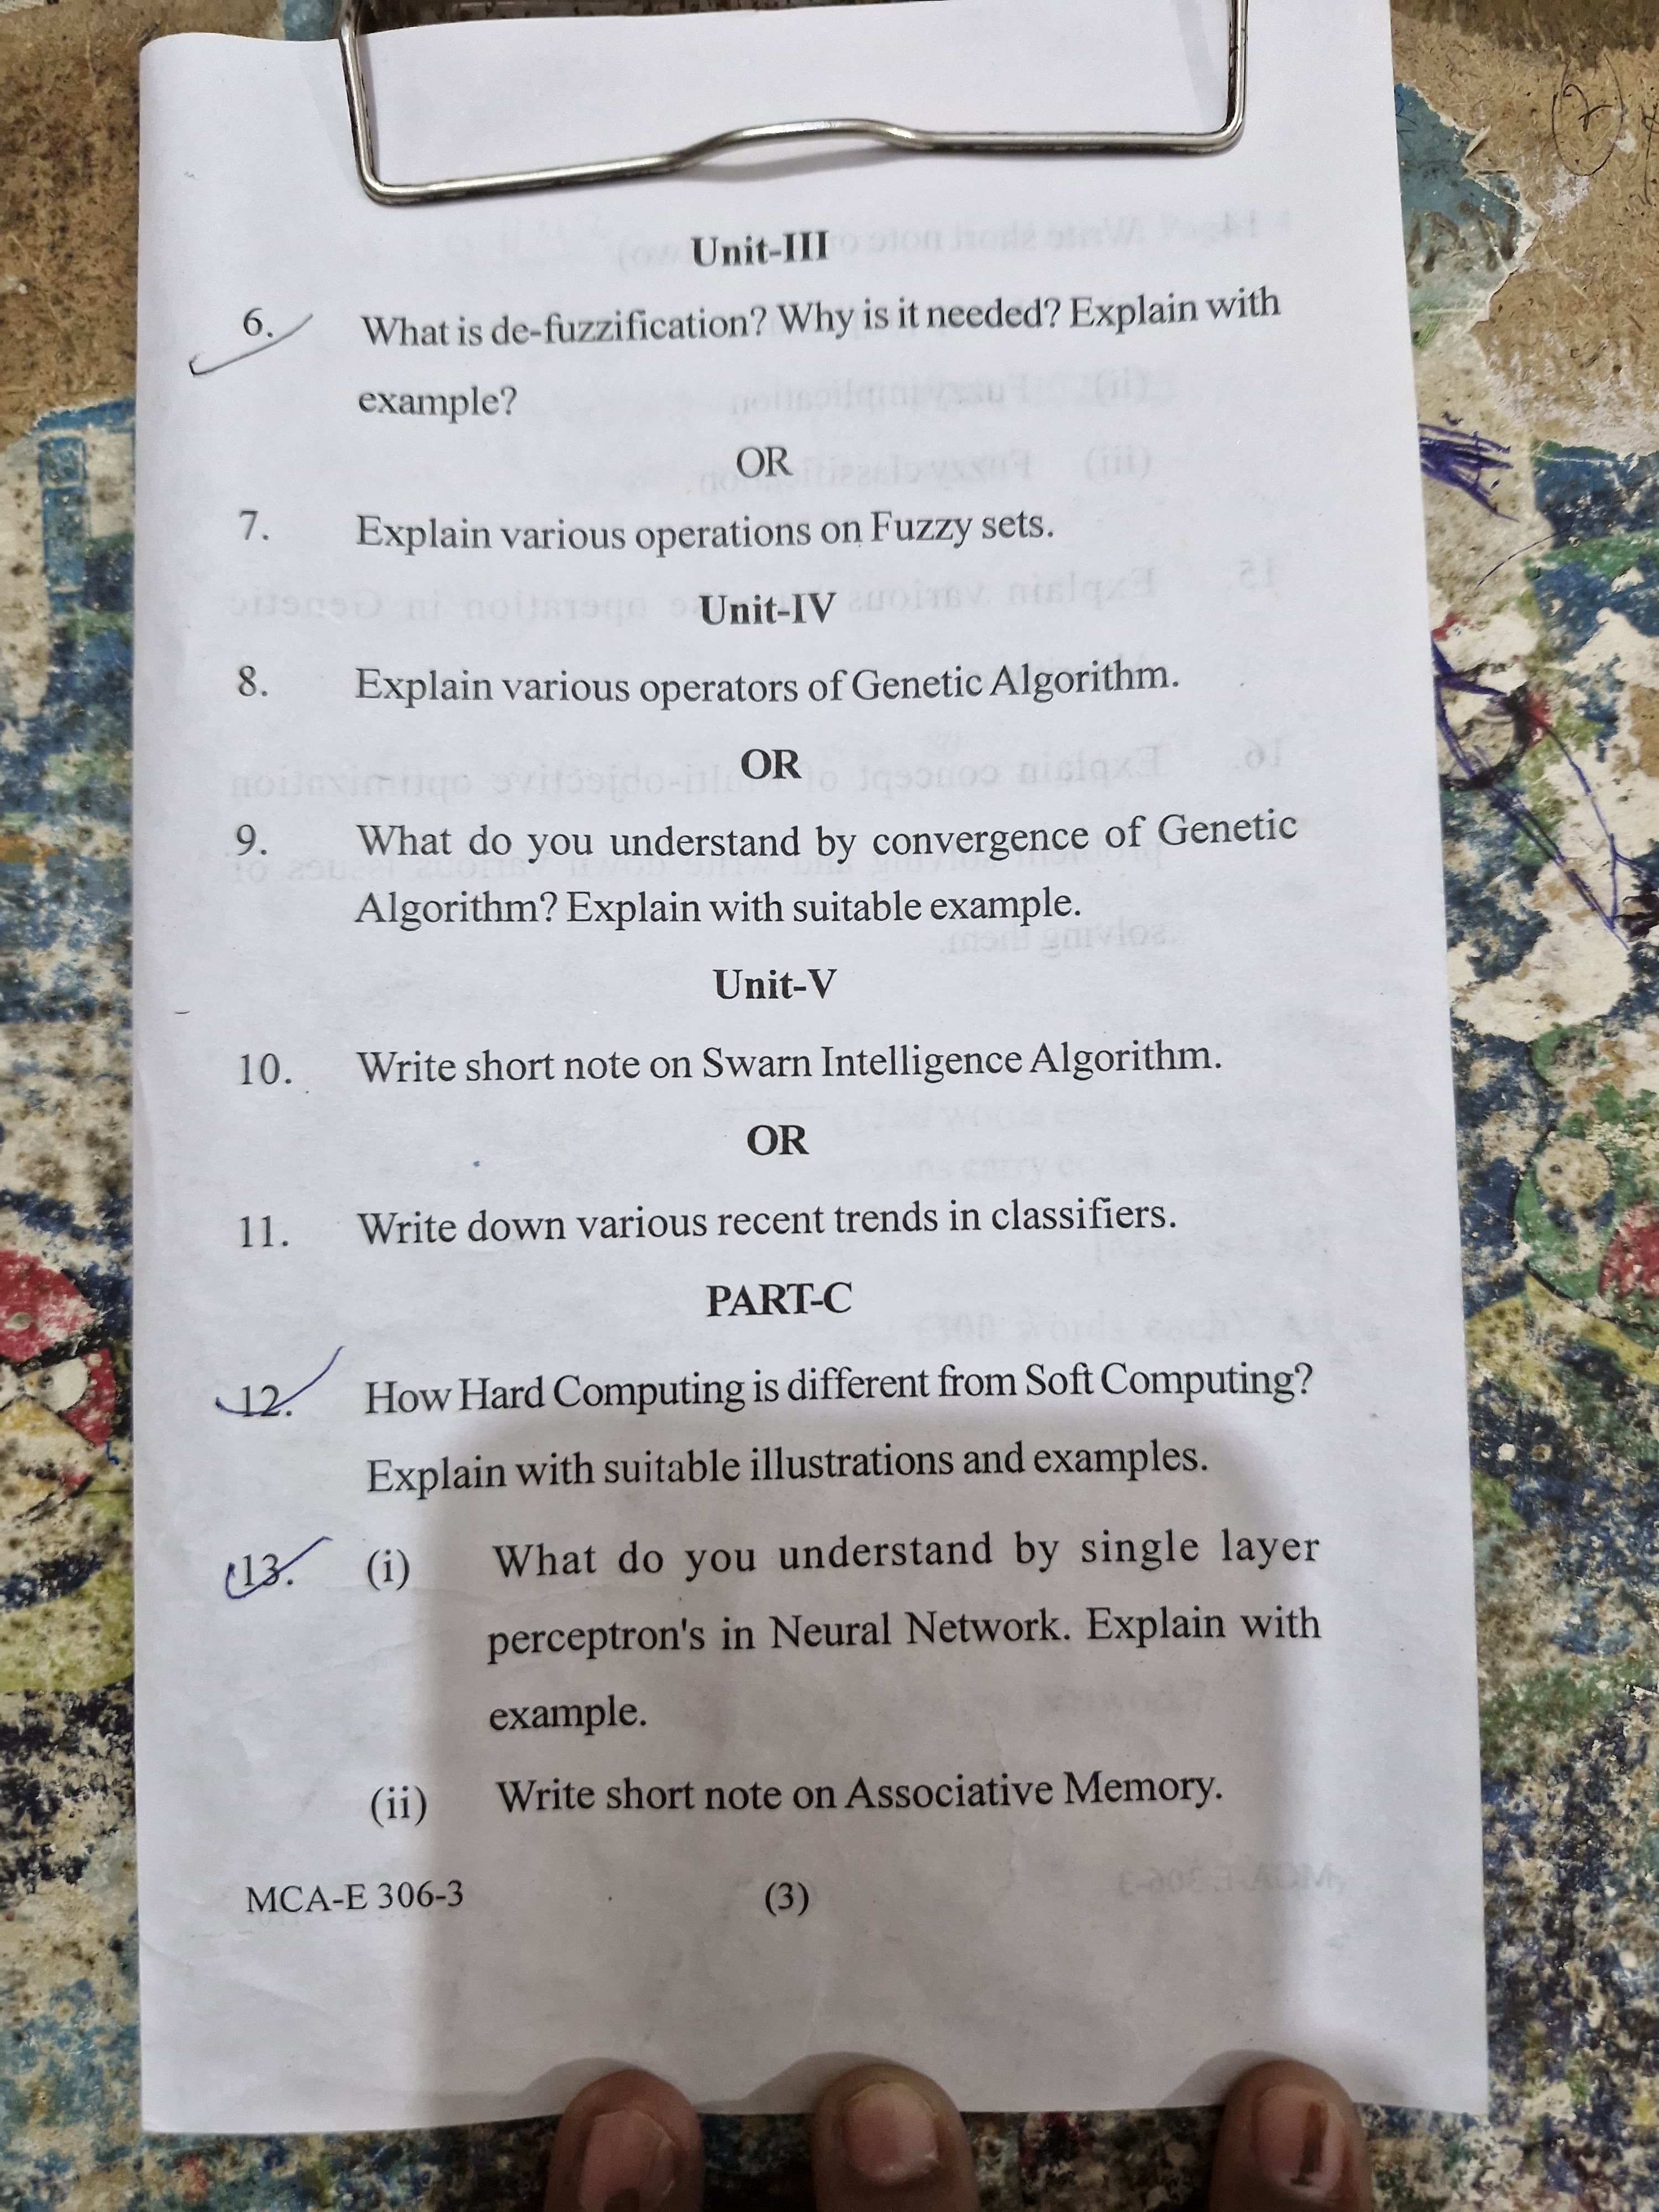 Unit-III
6. What is de-fuzzification? Why is it needed? Explain with
example?
OR
7. Explain various operations on Fuzzy sets.
Unit-IV
8. Explain various operators of Genetic Algorithm.
OR
9. What do you understand by convergence of Genetic
Algorithm? Explain with suitable example.
Unit-V
10. Write short note on Swarn Intelligence Algorithm.
OR
11. Write down various recent trends in classifiers.
PART-C
12. How Hard Computing is different from Soft Computing?
Explain with suitable illustrations and examples.
13. (i) What do you understand by single layer
perceptron's in Neural Network. Explain with
example.
(ii) Write short note on Associative Memory.
MCA-E 306-3 (3)